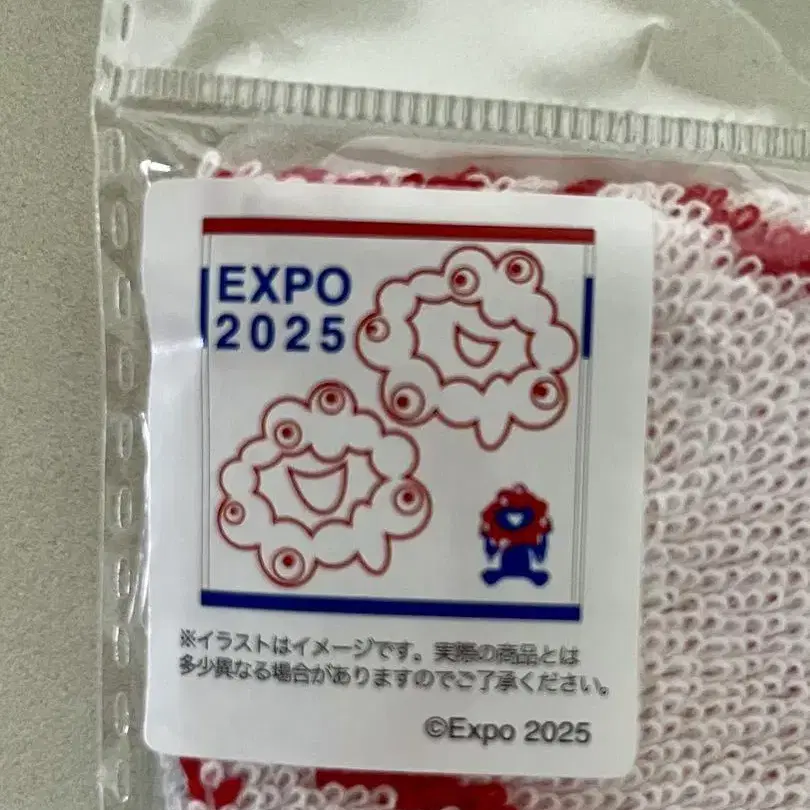 EXPO
2025
※イラストはイメージです。実際の商品とは
多少異なる場合がありますのでご了承ください。
©Expo 2025